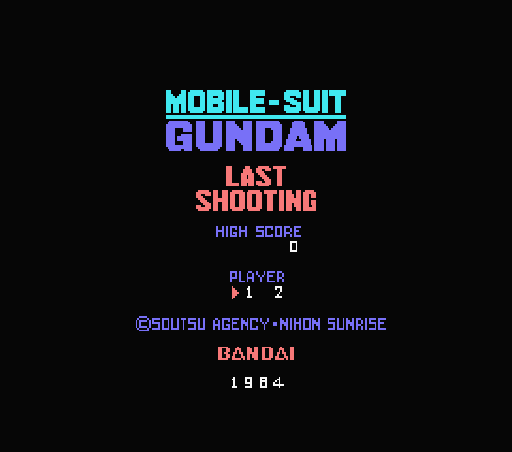 MOBILE-SUIT
GUNDAM
LAST
SHOOTING
HIGH SCORE
0
PLAYER
1 2
©SOUTSU AGENCY・NIHON SUNRISE
BANDAI
1984